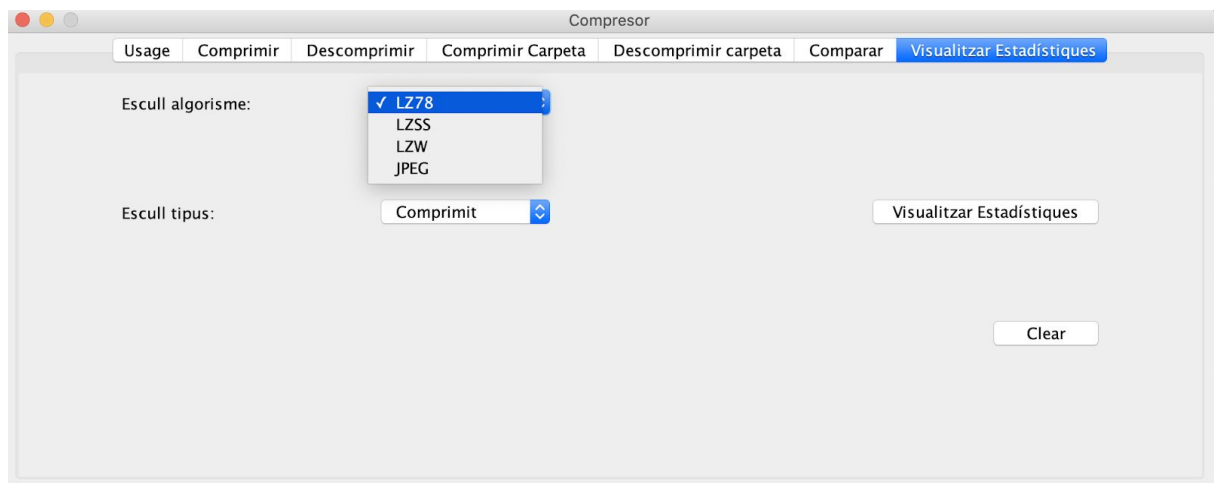 Compresor
Usage Comprimir Descomprimir Comprimir Carpeta Descomprimir carpeta Comparar Visualitzar Estadístiques
Escull algorisme:
✓ LZ78
LZSS
LZW
JPEG
Escull tipus: Comprimit Visualitzar Estadístiques
Clear